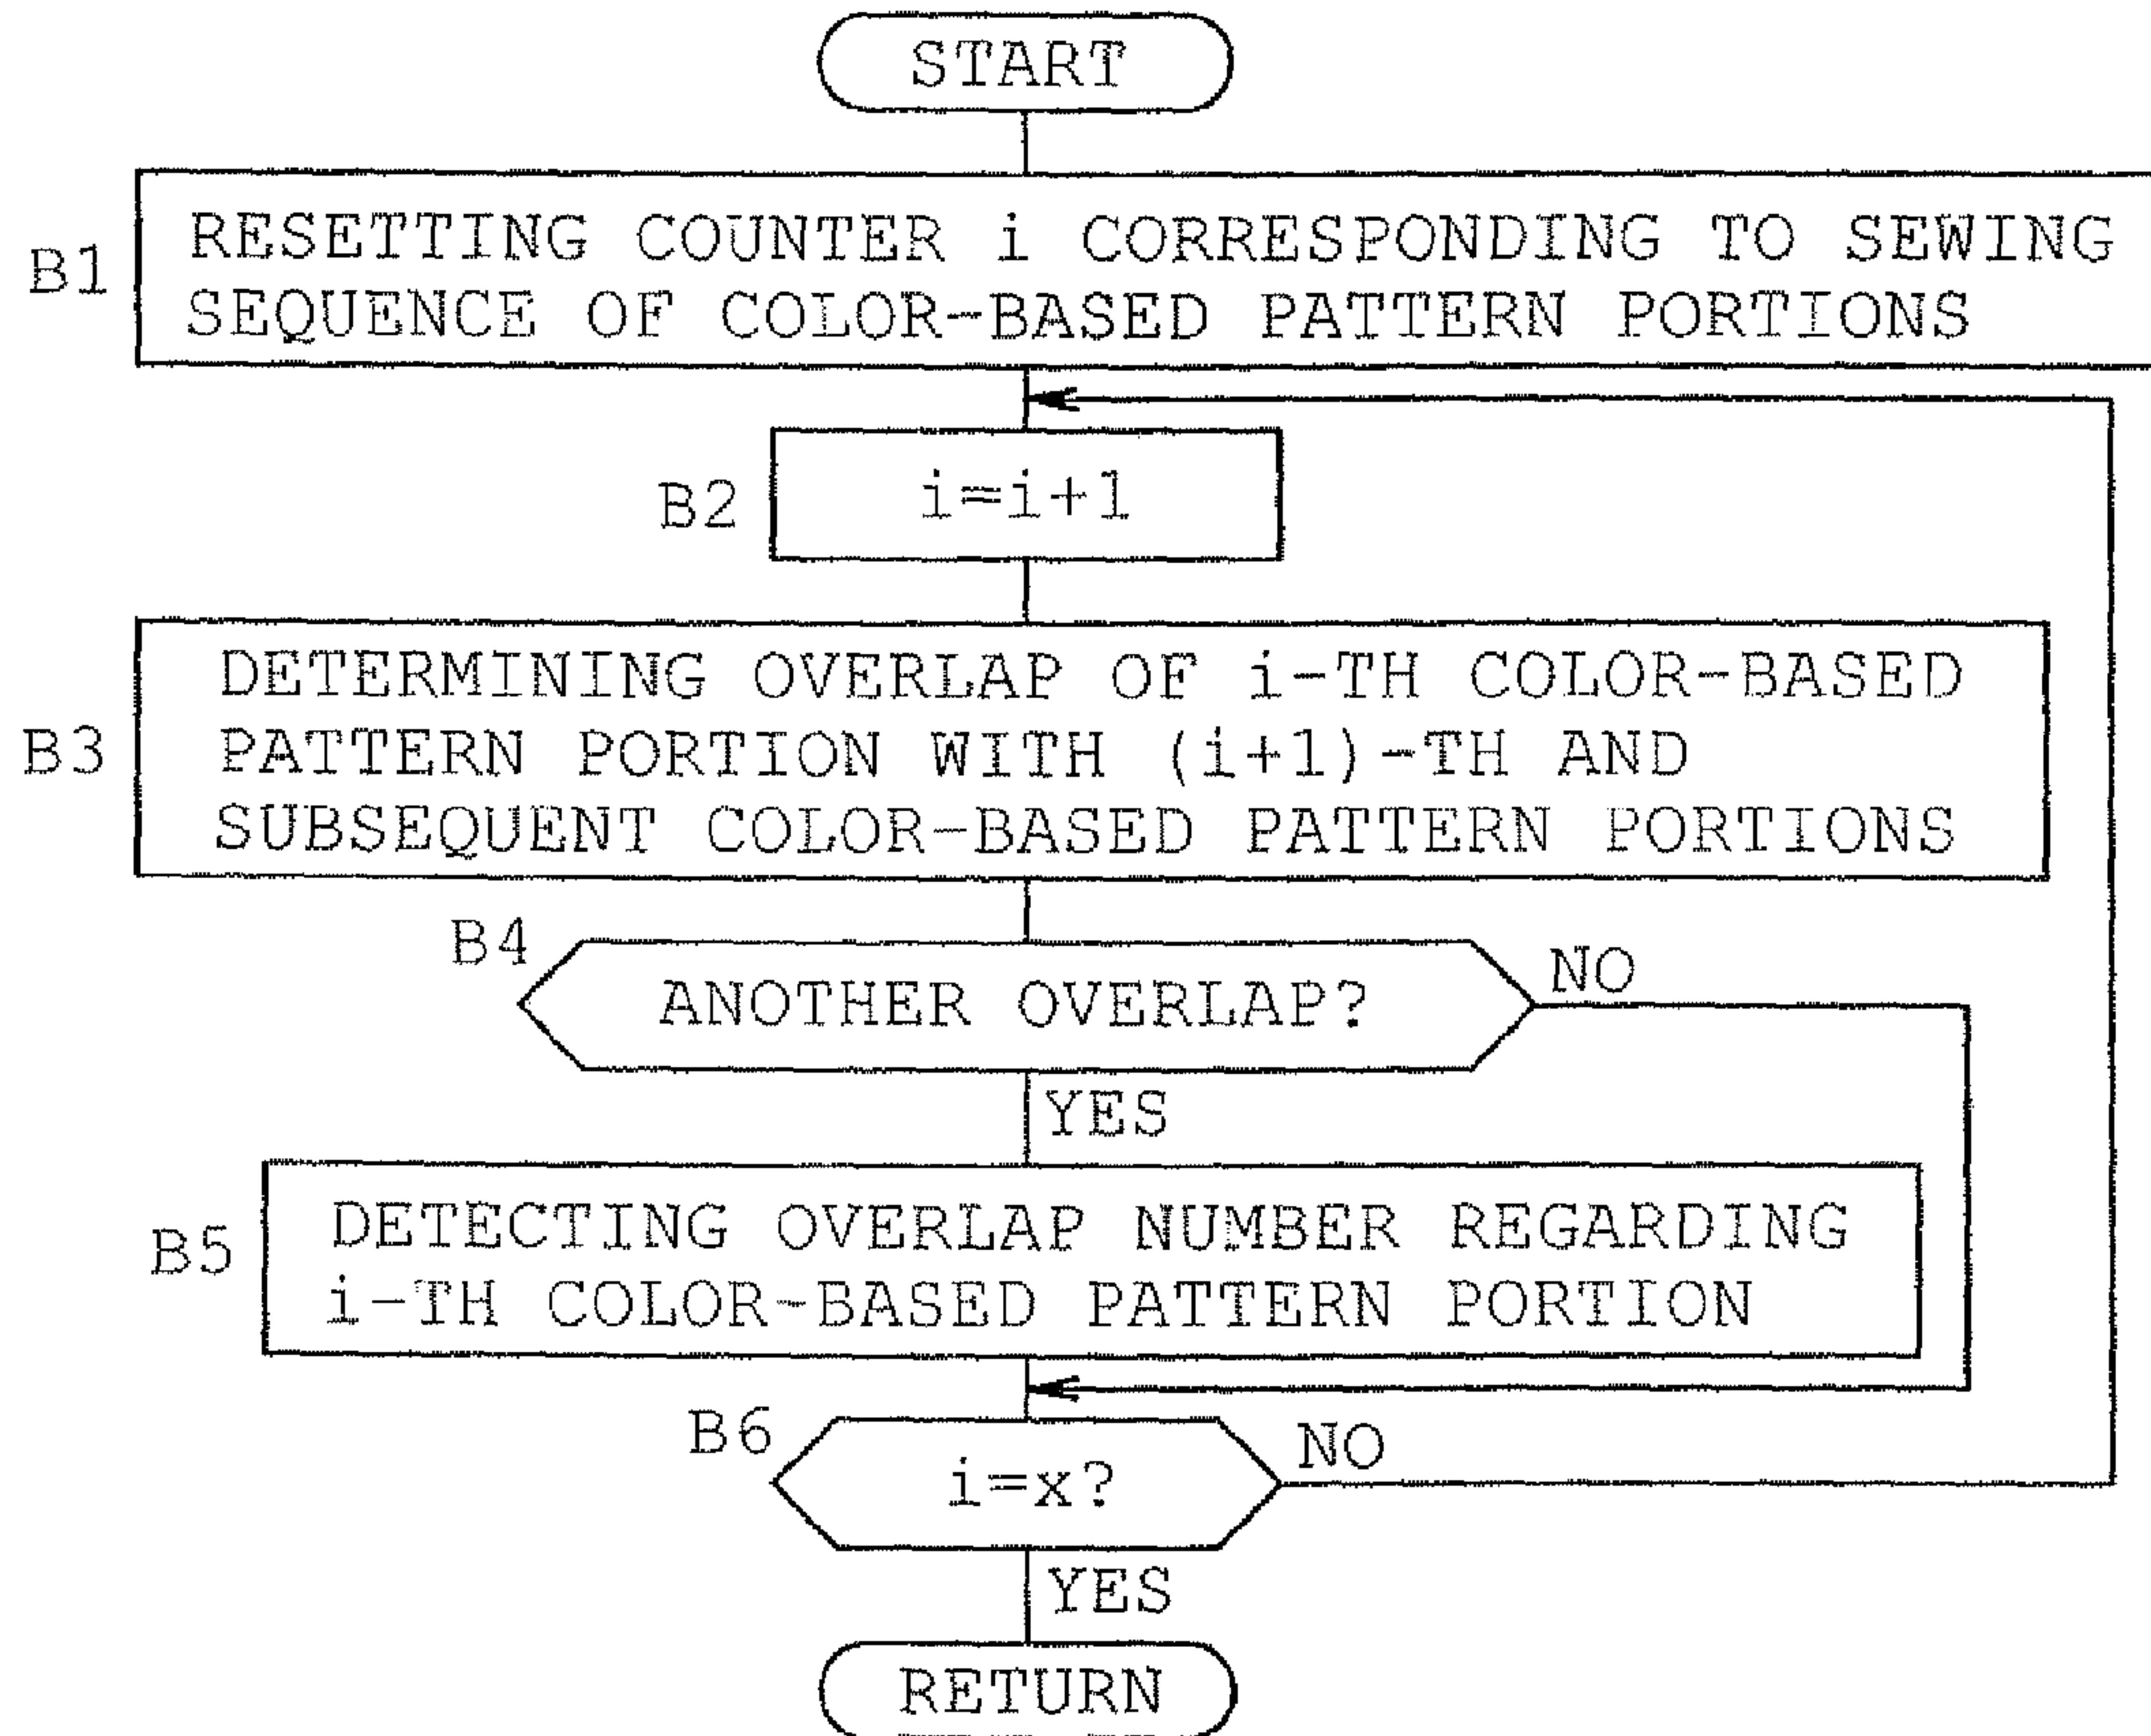 START
B1
RESETTING COUNTER i CORRESPONDING TO SEWING
SEQUENCE OF COLOR-BASED PATTERN PORTIONS
B2
i=i+1
B3
DETERMINING OVERLAP OF i-TH COLOR-BASED
PATTERN PORTION WITH (i+1)-TH AND
SUBSEQUENT COLOR-BASED PATTERN PORTIONS
B4
ANOTHER OVERLAP?
NO
YES
B5
DETECTING OVERLAP NUMBER REGARDING
i-TH COLOR-BASED PATTERN PORTION
B6
i=x?
NO
YES
RETURN